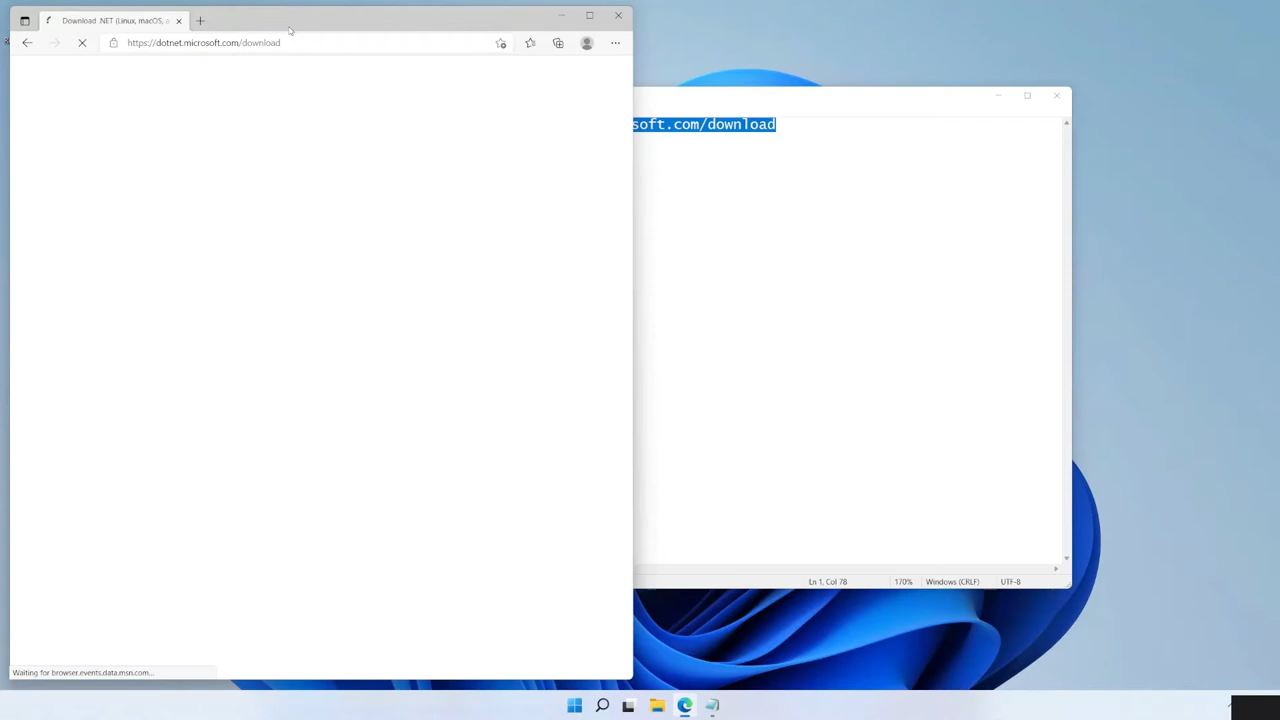 Download .NET (Linux, macOS, a
https://dotnet.microsoft.com/download
soft.com/download
Ln 1, Col 78
170%
Windows (CRLF)
UTF-8
Waiting for browser.events.data.msn.com...